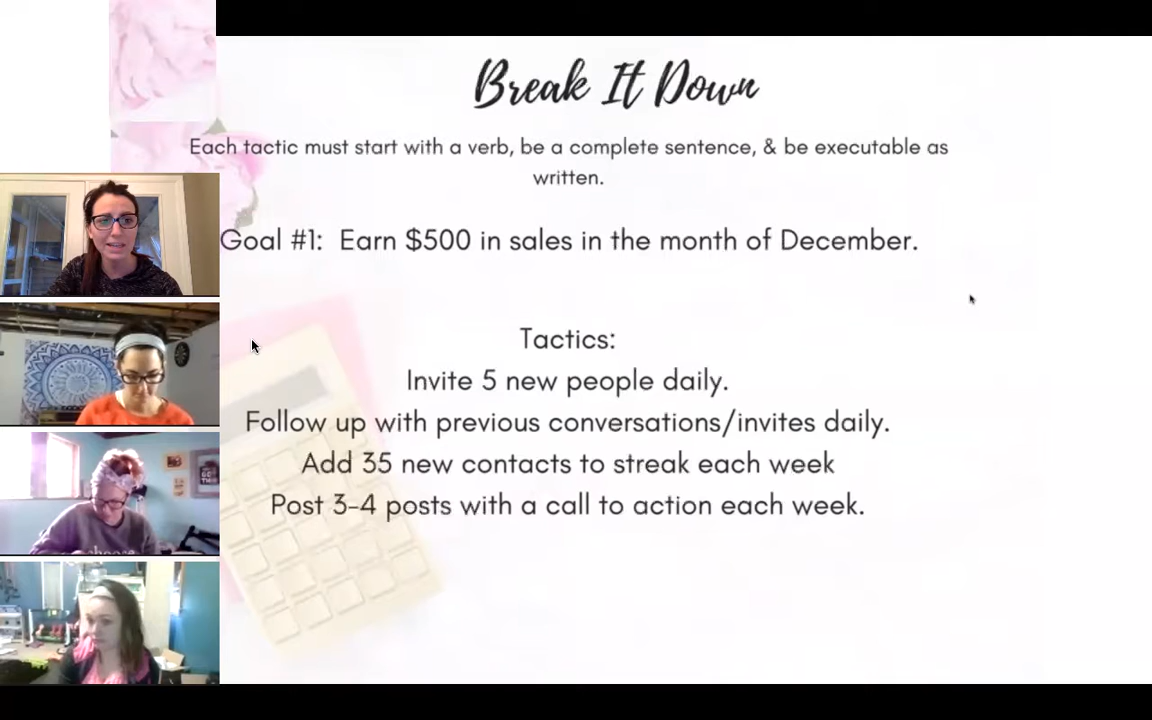 Break It Down
Each tactic must start with a verb, be a complete sentence, & be executable as
written.
Goal #1: Earn $500 in sales in the month of December.
Tactics:
Invite 5 new people daily.
Follow up with previous conversations/invites daily.
Add 35 new contacts to streak each week
Post 3-4 posts with a call to action each week.
choose